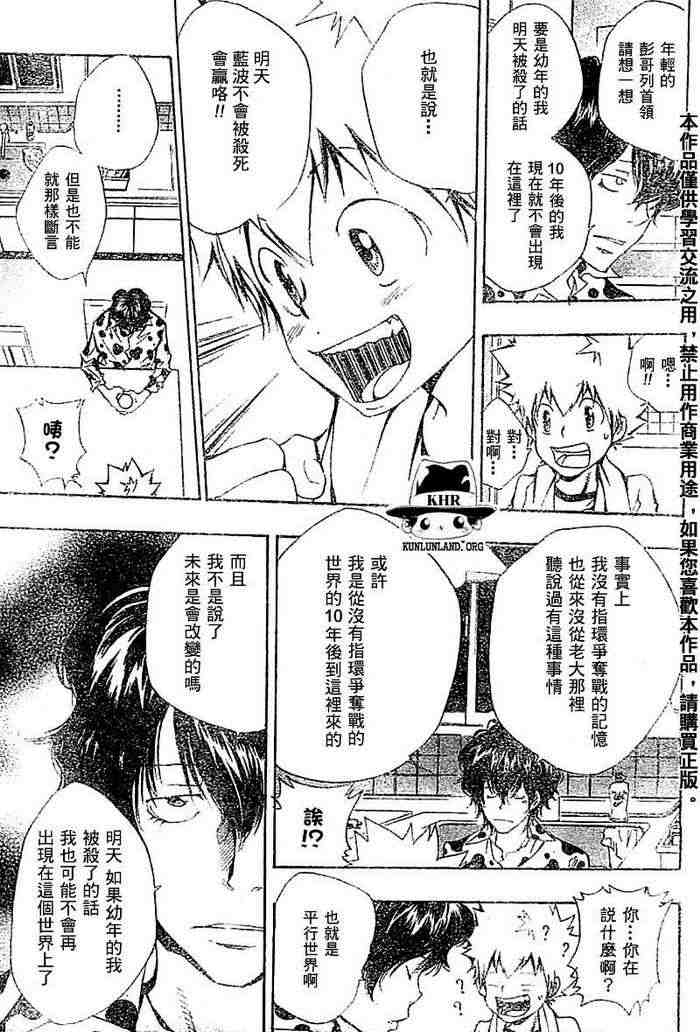 年輕的
彭哥列首領
請想一想
要是幼年的我
明天被殺了的話
10年後的我
現在就不會出現
在這裡了
嗯…
啊!!
對…
對啊…
也就是說…
明天
藍波不會被殺死
會贏咯!!
……
但是也不能
就那樣斷言
咦?
事實上
我沒有指環爭奪戰的記憶
也從來沒從老大那裡
聽說過有這種事情
或許
我是從沒有指環爭奪戰的
世界的10年後到這裡來的
誒!?
而且
我不是說了
未來是會改變的嗎
明天 如果幼年的我
被殺了的話
我也可能不會再
出現在這個世界上了
你…你在
説什麼啊?
?
?
?
?
也就是
平行世界啊
KHR
KUNLUNLAND.ORG
本作品僅供學習交流之用，禁止用作商業用途，如果您喜歡本作品，請購買正版。